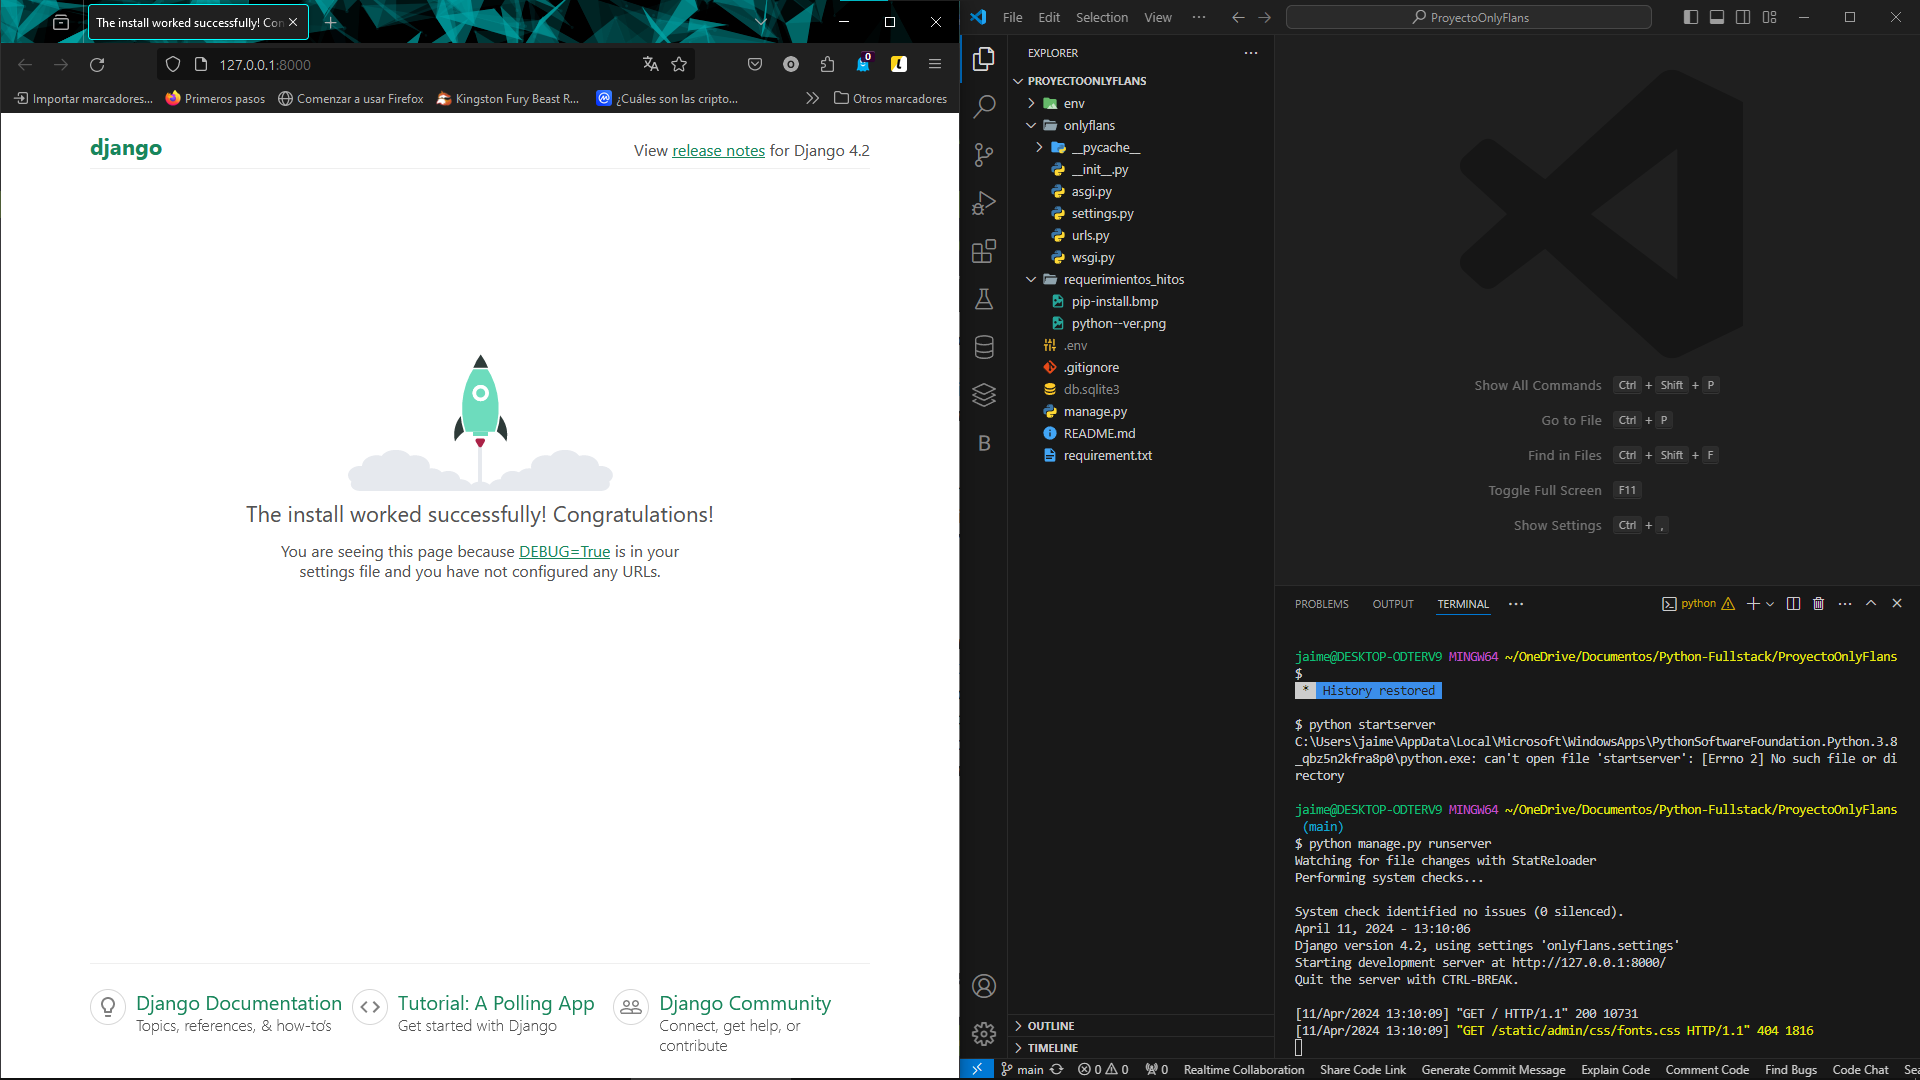 The install worked successfully! Con
127.0.0.1:8000
0
Importar marcadores...
Primeros pasos
Comenzar a usar Firefox
Kingston Fury Beast R...
¿Cuáles son las cripto...
Otros marcadores
django
View release notes for Django 4.2
The install worked successfully! Congratulations!
You are seeing this page because DEBUG=True is in your
settings file and you have not configured any URLs.
Django Documentation
Topics, references, & how-to's
Tutorial: A Polling App
Get started with Django
Django Community
Connect, get help, or
contribute
File Edit Selection View ···
ProyectoOnlyFlans
EXPLORER
PROYECTOONLYFLANS
env
onlyflans
__pycache__
__init__.py
asgi.py
settings.py
urls.py
wsgi.py
requerimientos_hitos
pip-install.bmp
python--ver.png
.env
.gitignore
db.sqlite3
manage.py
README.md
requirement.txt
OUTLINE
TIMELINE
Show All Commands Ctrl + Shift + P
Go to File Ctrl + P
Find in Files Ctrl + Shift + F
Toggle Full Screen F11
Show Settings Ctrl + ,
PROBLEMS OUTPUT TERMINAL ···
python
jaime@DESKTOP-ODTERV9 MINGW64 ~/OneDrive/Documentos/Python-Fullstack/ProyectoOnlyFlans
$
* History restored
$ python startserver
C:\Users\jaime\AppData\Local\Microsoft\WindowsApps\PythonSoftwareFoundation.Python.3.8
_qbz5n2kfra8p0\python.exe: can't open file 'startserver': [Errno 2] No such file or di
rectory
jaime@DESKTOP-ODTERV9 MINGW64 ~/OneDrive/Documentos/Python-Fullstack/ProyectoOnlyFlans
(main)
$ python manage.py runserver
Watching for file changes with StatReloader
Performing system checks...
System check identified no issues (0 silenced).
April 11, 2024 - 13:10:06
Django version 4.2, using settings 'onlyflans.settings'
Starting development server at http://127.0.0.1:8000/
Quit the server with CTRL-BREAK.
[11/Apr/2024 13:10:09] "GET / HTTP/1.1" 200 10731
[11/Apr/2024 13:10:09] "GET /static/admin/css/fonts.css HTTP/1.1" 404 1816
main 0 0 0 Realtime Collaboration Share Code Link Generate Commit Message Explain Code Comment Code Find Bugs Code Chat Sea